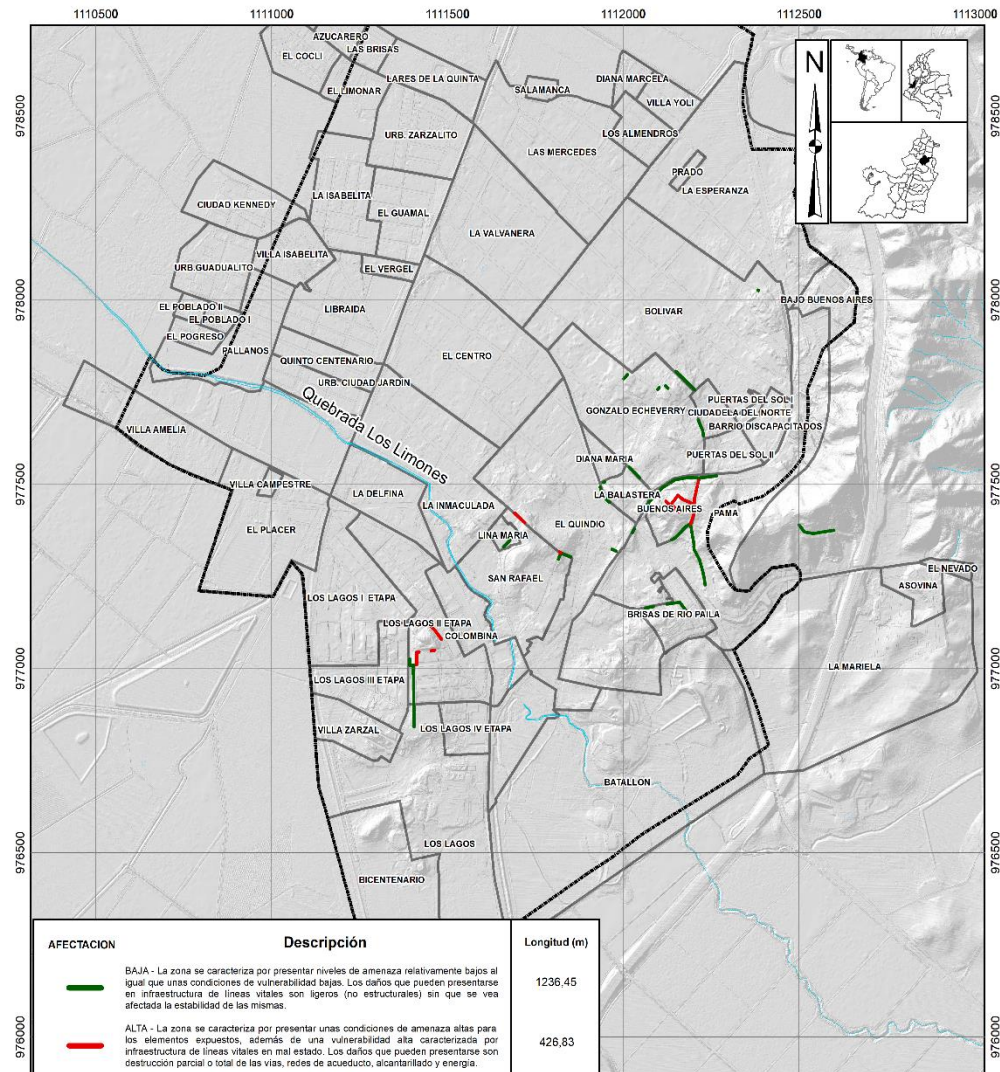 1110500 1111000 1111500 1112000 1112500 1113000
978500
978000
977500
977000
976500
976000
978500
978000
977500
977000
976500
976000
N
AZUCARERO
EL COCLI
LAS BRISAS
EL LIMONAR
LARES DE LA QUINTA
SALAMANCA
DIANA MARCELA
VILLA YOLI
URB. ZARZALITO
LOS ALMENDROS
LAS MERCEDES
PRADO
LA ESPERANZA
LA ISABELITA
CIUDAD KENNEDY
EL GUAMAL
LA VALVANERA
VILLA ISABELITA
EL VERGEL
URB.GUADUALITO
BAJO BUENOS AIRES
EL POBLADO II
EL POBLADO I
LIBRAIDA
BOLIVAR
EL POGRESO
PALLANOS
QUINTO CENTENARIO
EL CENTRO
URB. CIUDAD JARDIN
Quebrada Los Limones
PUERTAS DEL SOL I
GONZALO ECHEVERRY
CIUDADELA DEL NORTE
BARRIO DISCAPACITADOS
VILLA AMELIA
DIANA MARIA
PUERTAS DEL SOL II
VILLA CAMPESTRE
LA DELFINA
LA BALASTERA
LA INMACULADA
BUENOS AIRES
PAMA
EL PLACER
LINA MARIA
EL QUINDIO
SAN RAFAEL
EL NEVADO
ASOVINA
LOS LAGOS I ETAPA
BRISAS DE RIO PAILA
LOS LAGOS II ETAPA
COLOMBINA
LA MARIELA
LOS LAGOS III ETAPA
VILLA ZARZAL
LOS LAGOS IV ETAPA
BATALLON
LOS LAGOS
BICENTENARIO
AFECTACION
Descripción
Longitud (m)
BAJA - La zona se caracteriza por presentar niveles de amenaza relativamente bajos al
igual que unas condiciones de vulnerabilidad bajas. Los daños que pueden presentarse
en infraestructura de líneas vitales son ligeros (no estructurales) sin que se vea
afectada la estabilidad de las mismas.
1236,45
ALTA - La zona se caracteriza por presentar unas condiciones de amenaza altas para
los elementos expuestos, además de una vulnerabilidad alta caracterizada por
infraestructura de líneas vitales en mal estado. Los daños que pueden presentarse son
destrucción parcial o total de las vias, redes de acueducto, alcantarillado y energía.
426,83